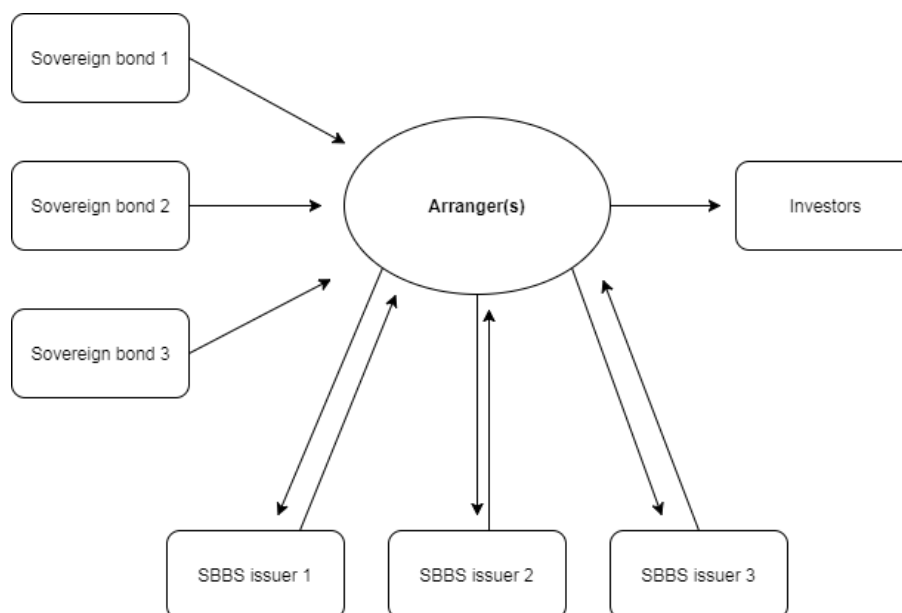 Sovereign bond 1
Sovereign bond 2
Arranger(s)
Investors
Sovereign bond 3
SBBS issuer 1
SBBS issuer 2
SBBS issuer 3